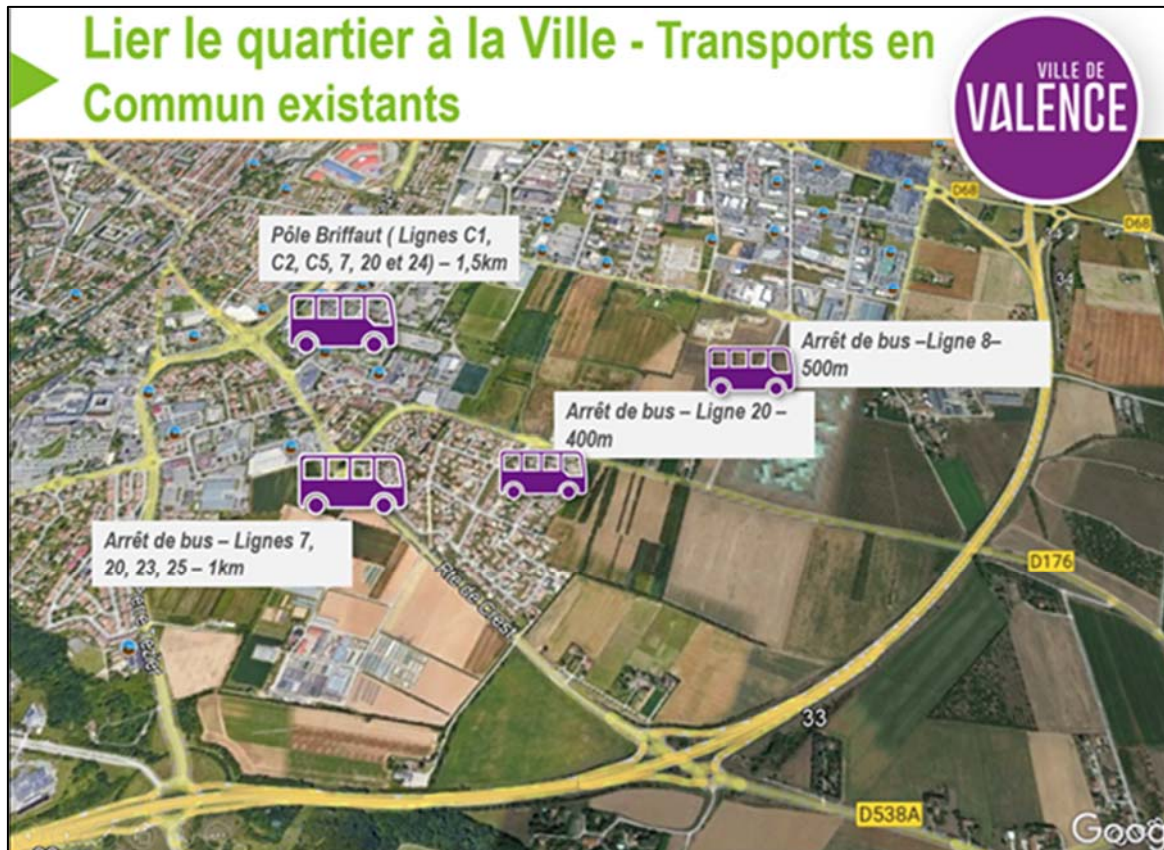 Lier le quartier à la Ville - Transports en
Commun existants
VILLE DE
VALENCE
D68
D68
Pôle Briffaut ( Lignes C1,
C2, C5, 7, 20 et 24) – 1,5km
34
Arrêt de bus –Ligne 8–
500m
Arrêt de bus – Ligne 20 –
400m
Arrêt de bus – Lignes 7,
20, 23, 25 – 1km
D176
Rte de Crest
33
D538A
Goog